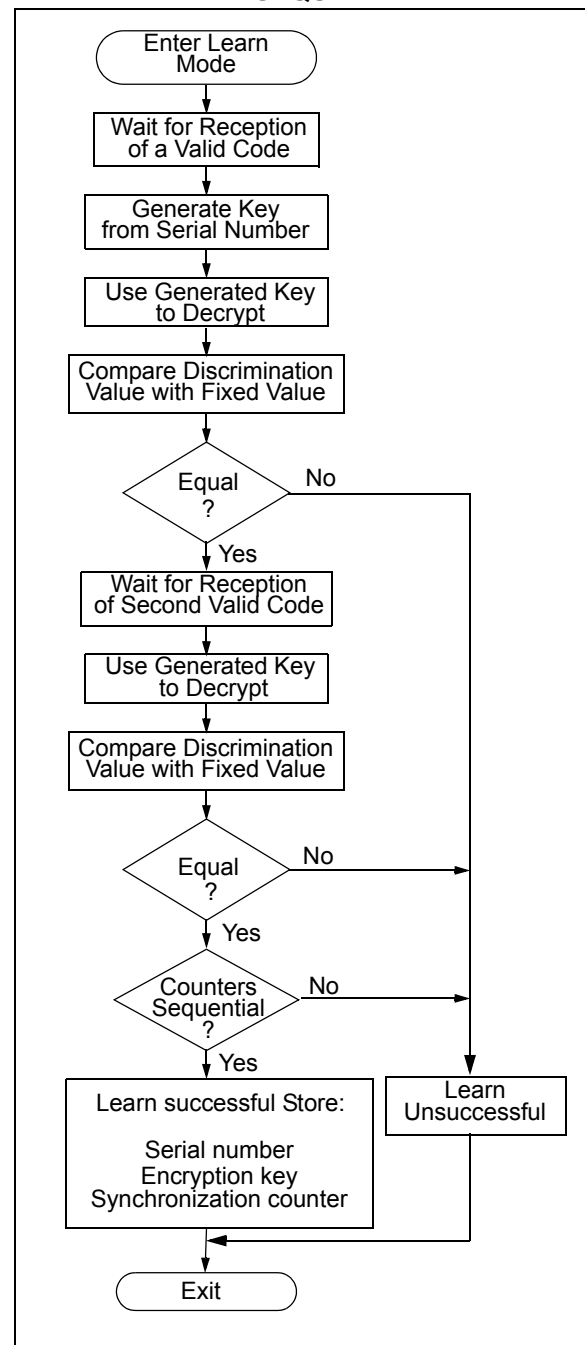 Enter Learn
Mode
Wait for Reception
of a Valid Code
Generate Key
from Serial Number
Use Generated Key
to Decrypt
Compare Discrimination
Value with Fixed Value
Equal
?
No
Yes
Wait for Reception
of Second Valid Code
Use Generated Key
to Decrypt
Compare Discrimination
Value with Fixed Value
Equal
?
No
Yes
Counters
Sequential
?
No
Yes
Learn successful Store:
Serial number
Encryption key
Synchronization counter
Learn
Unsuccessful
Exit